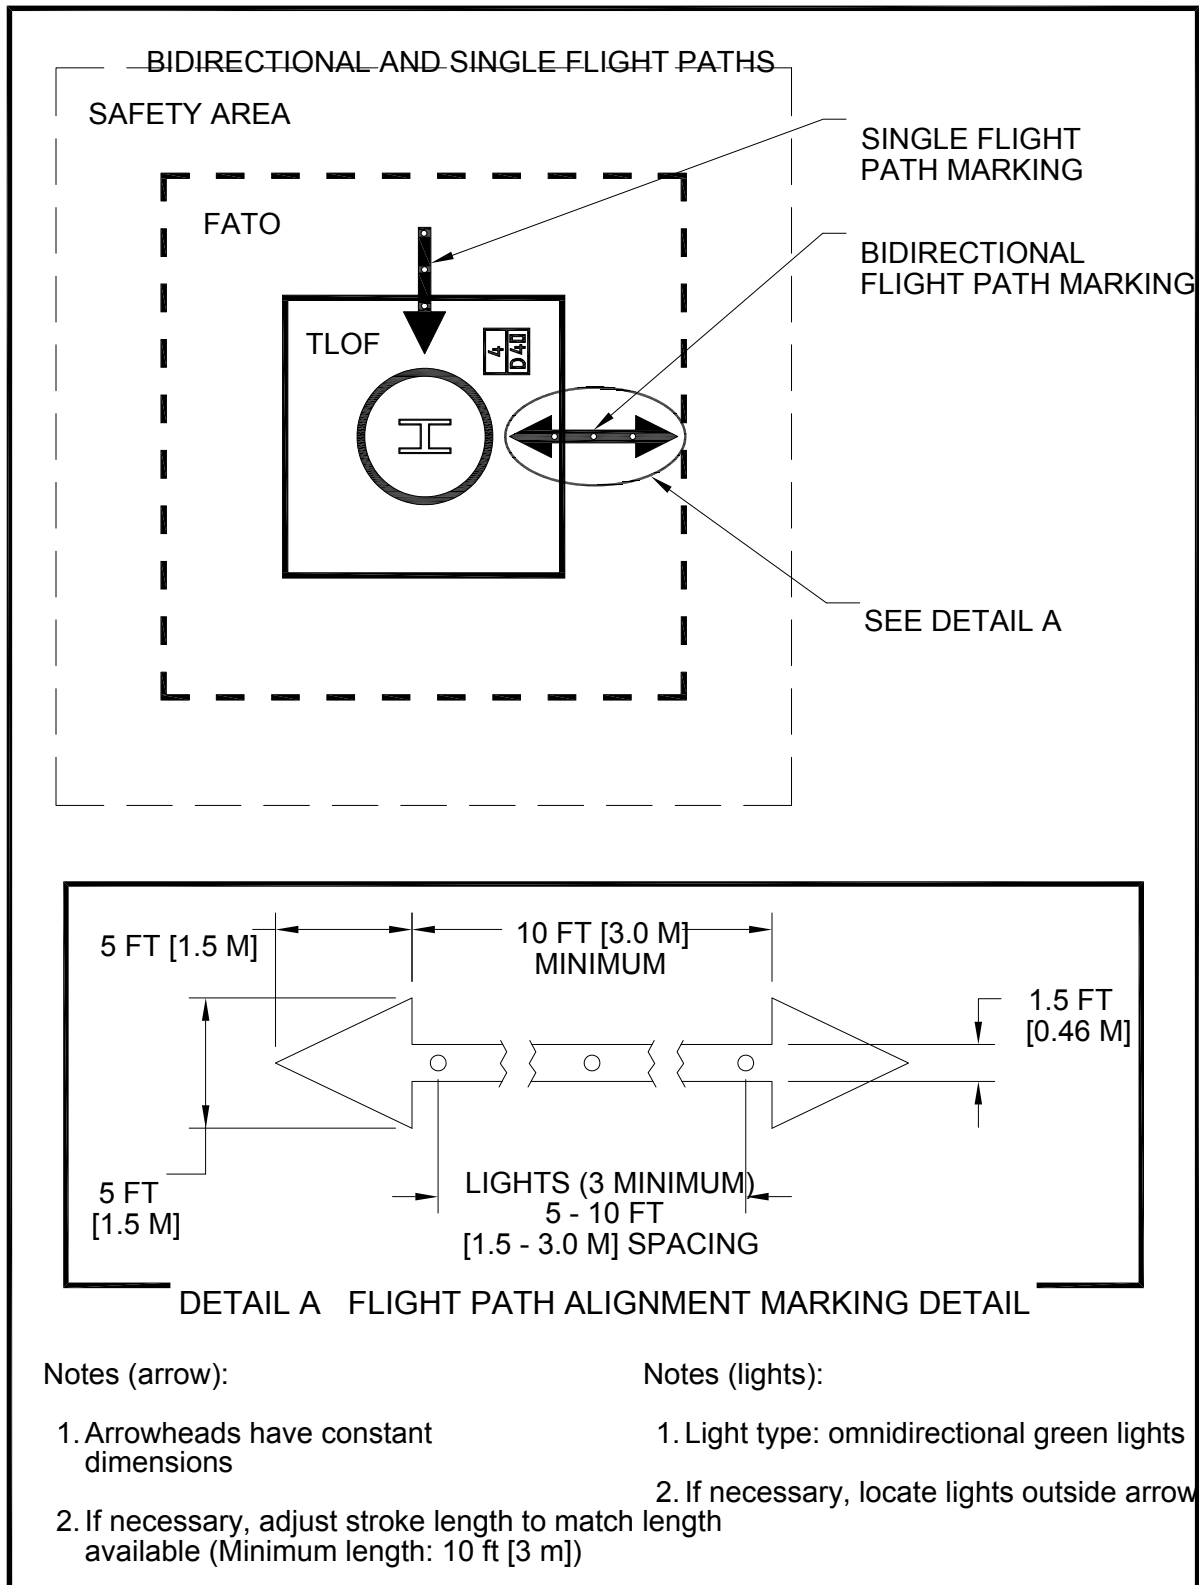 BIDIRECTIONAL AND SINGLE FLIGHT PATHS
SAFETY AREA
SINGLE FLIGHT
PATH MARKING
FATO
BIDIRECTIONAL
FLIGHT PATH MARKING
TLOF
4
D40
H
SEE DETAIL A
5 FT [1.5 M]
10 FT [3.0 M]
MINIMUM
1.5 FT
[0.46 M]
5 FT
[1.5 M]
LIGHTS (3 MINIMUM)
5 - 10 FT
[1.5 - 3.0 M] SPACING
DETAIL A FLIGHT PATH ALIGNMENT MARKING DETAIL
Notes (arrow):
1. Arrowheads have constant
dimensions
2. If necessary, adjust stroke length to match length
available (Minimum length: 10 ft [3 m])
Notes (lights):
1. Light type: omnidirectional green lights
2. If necessary, locate lights outside arrow